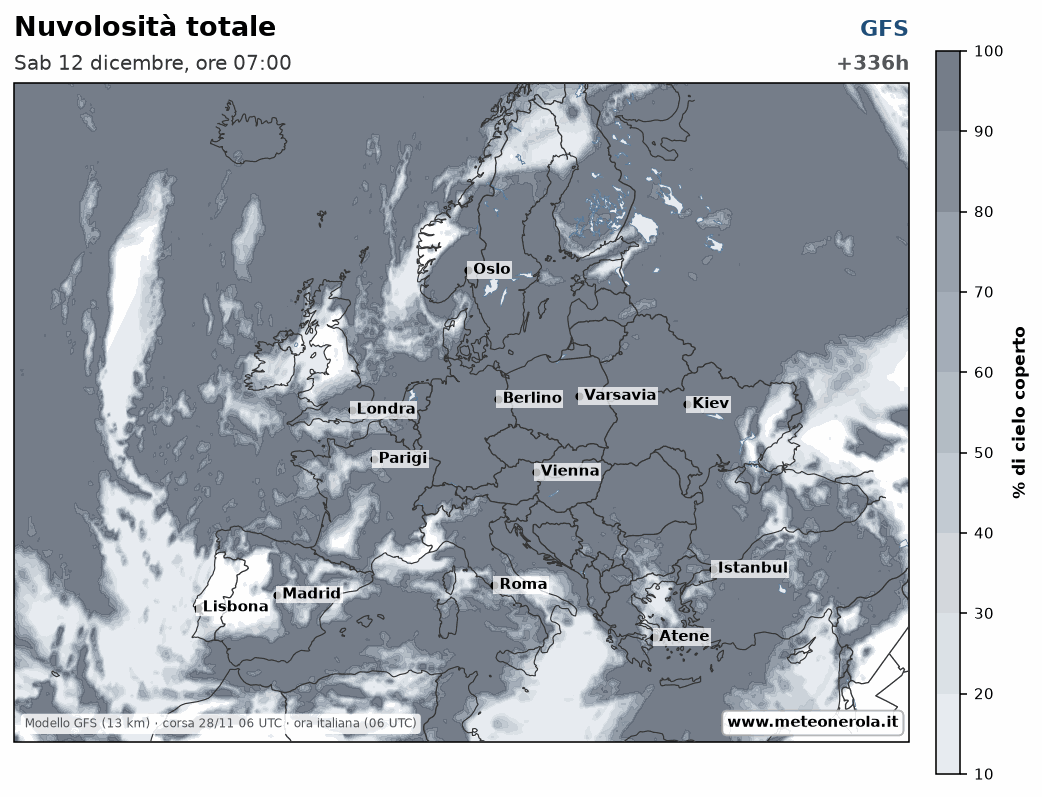 Nuvolosità totale
GFS
Sab 12 dicembre, ore 07:00
+336h
100
90
80
70
60
50
40
30
20
10
% di cielo coperto
Oslo
Londra
Berlino
Varsavia
Kiev
Parigi
Vienna
Istanbul
Roma
Madrid
Lisbona
Atene
Modello GFS (13 km) · corsa 28/11 06 UTC · ora italiana (06 UTC)
www.meteonerola.it